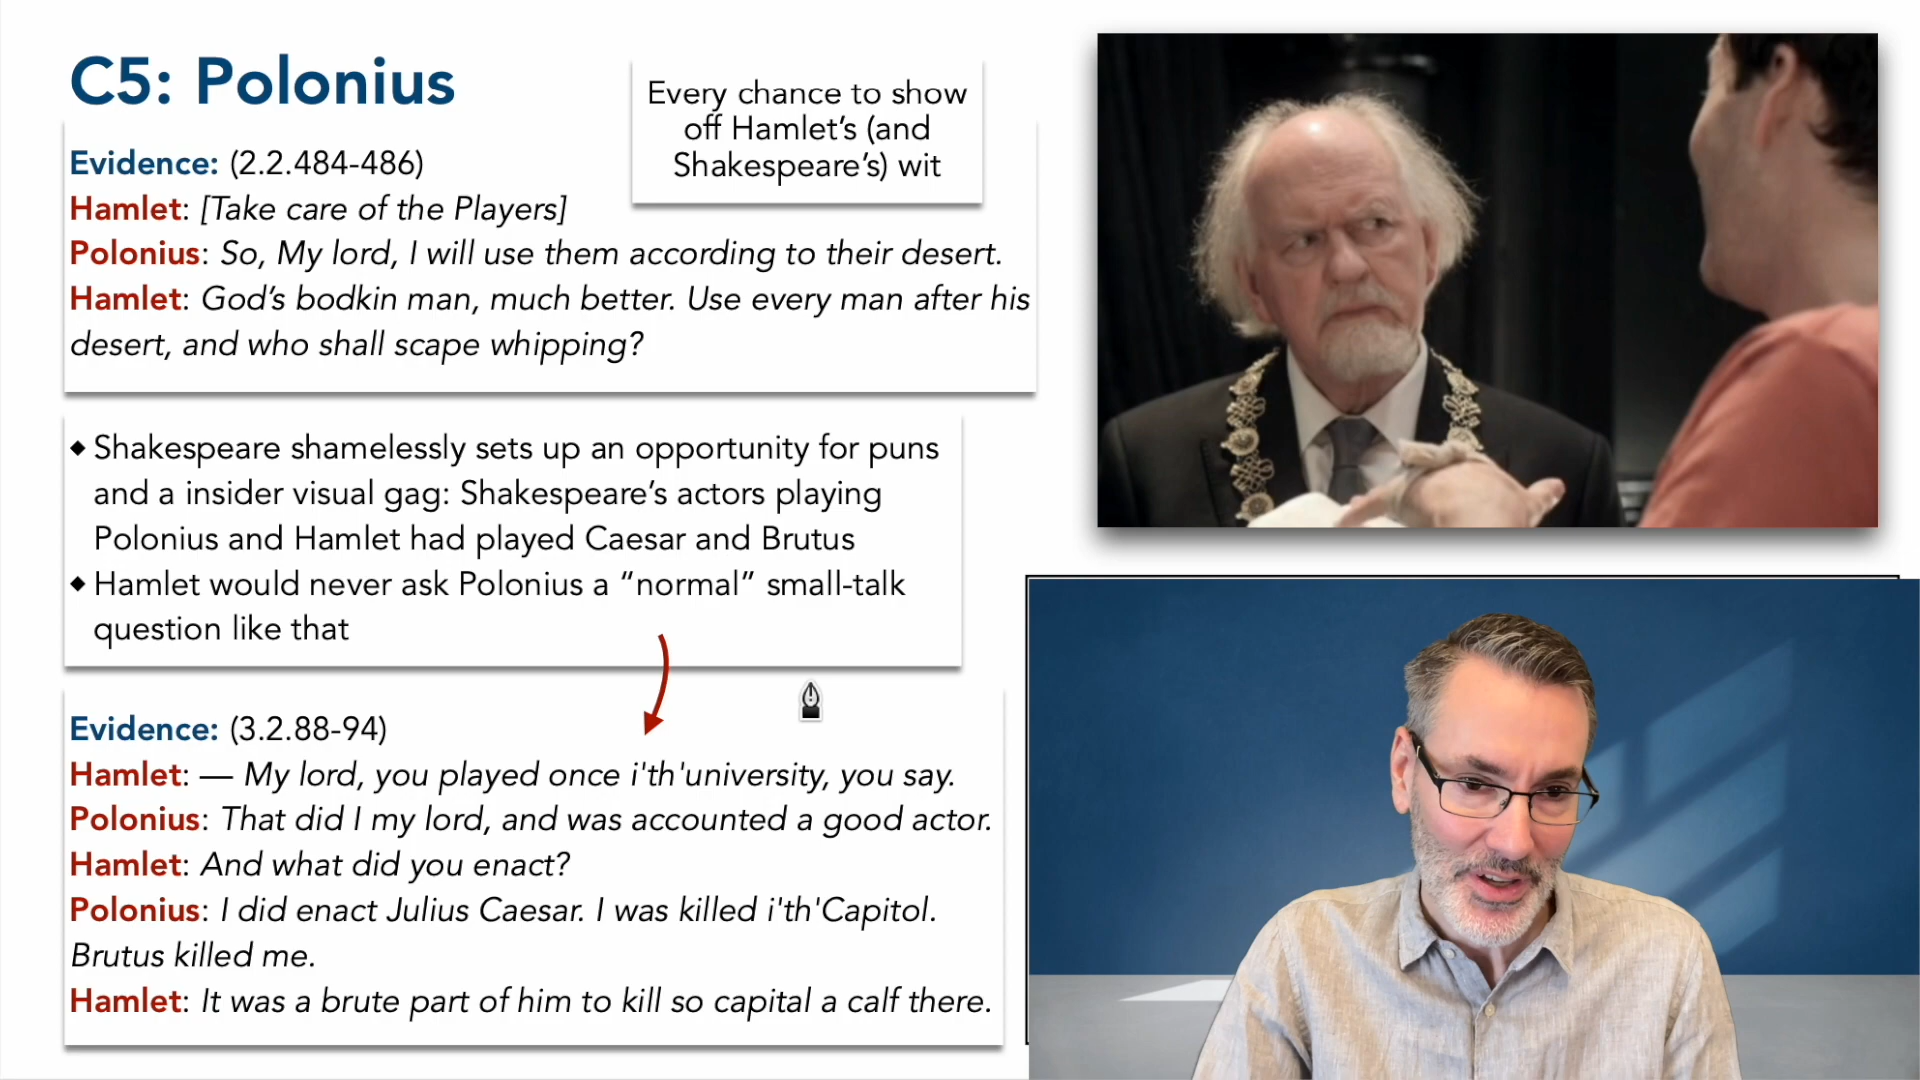 C5: Polonius
Every chance to show
off Hamlet's (and
Shakespeare's) wit
Evidence: (2.2.484-486)
Hamlet: [Take care of the Players]
Polonius: So, My lord, I will use them according to their desert.
Hamlet: God's bodkin man, much better. Use every man after his
desert, and who shall scape whipping?
◆ Shakespeare shamelessly sets up an opportunity for puns
and a insider visual gag: Shakespeare's actors playing
Polonius and Hamlet had played Caesar and Brutus
◆ Hamlet would never ask Polonius a “normal” small-talk
question like that
Evidence: (3.2.88-94)
Hamlet: — My lord, you played once i'th'university, you say.
Polonius: That did I my lord, and was accounted a good actor.
Hamlet: And what did you enact?
Polonius: I did enact Julius Caesar. I was killed i'th'Capitol.
Brutus killed me.
Hamlet: It was a brute part of him to kill so capital a calf there.